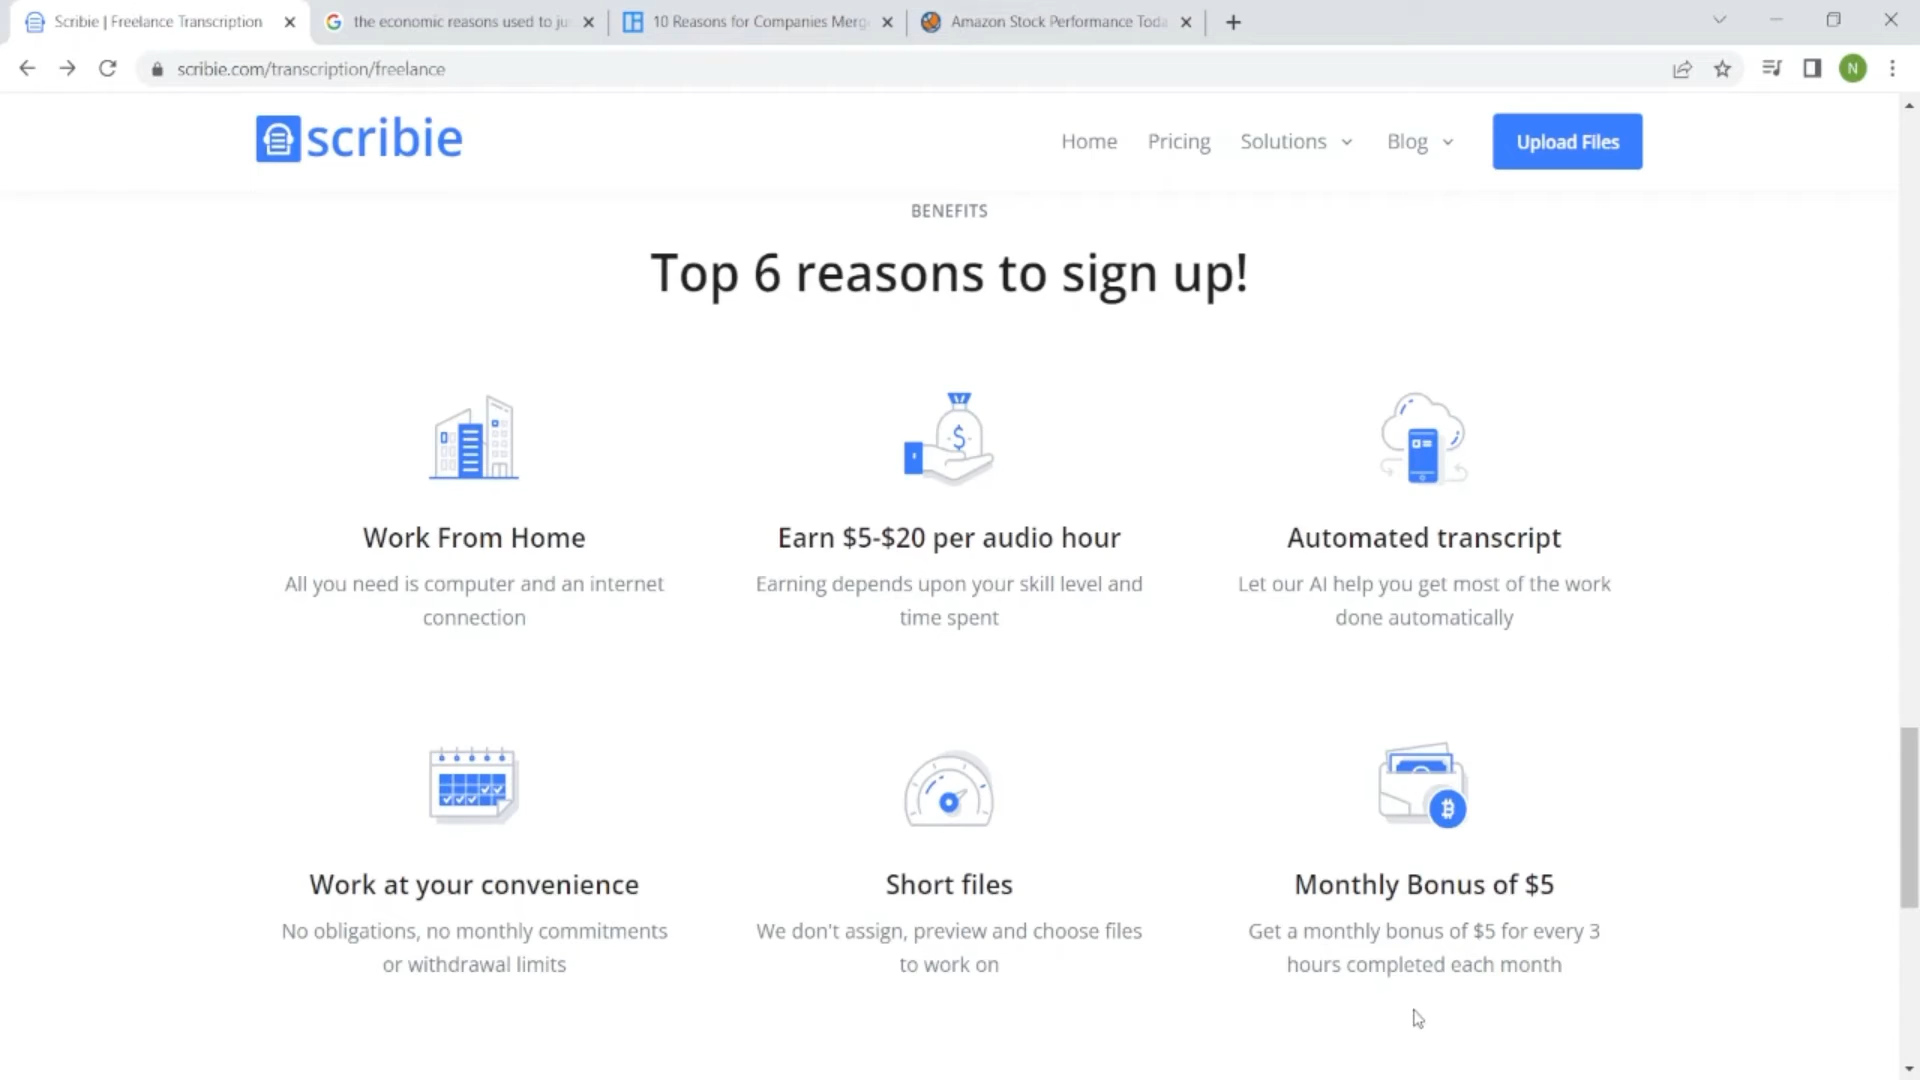 Scribie | Freelance Transcription
the economic reasons used to ju
10 Reasons for Companies Merg
Amazon Stock Performance Toda
scribie.com/transcription/freelance
N
scribie
Home Pricing Solutions Blog Upload Files
BENEFITS
Top 6 reasons to sign up!
Work From Home
All you need is computer and an internet
connection
Earn $5-$20 per audio hour
Earning depends upon your skill level and
time spent
Automated transcript
Let our AI help you get most of the work
done automatically
Work at your convenience
No obligations, no monthly commitments
or withdrawal limits
Short files
We don't assign, preview and choose files
to work on
Monthly Bonus of $5
Get a monthly bonus of $5 for every 3
hours completed each month